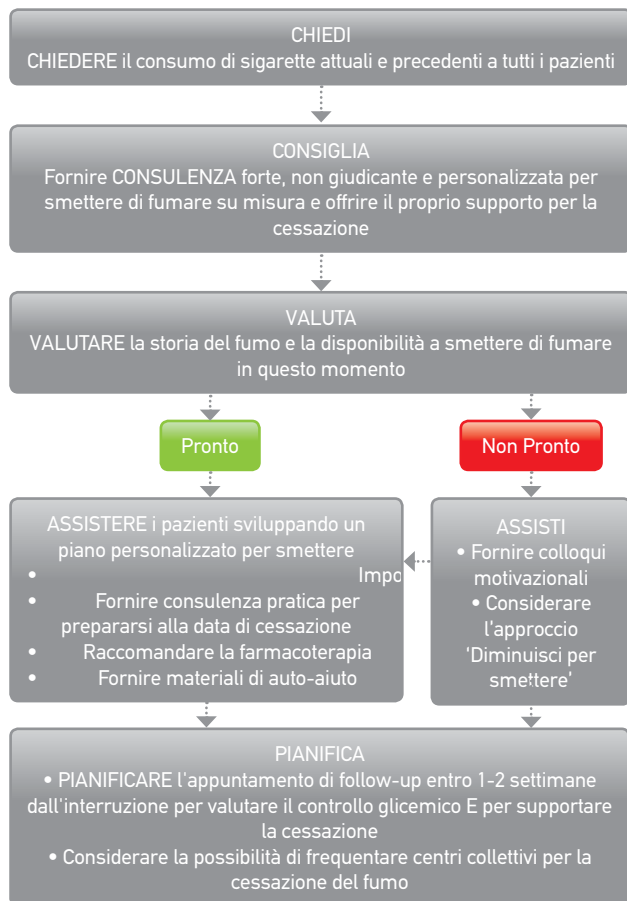 CHIEDI
CHIEDERE il consumo di sigarette attuali e precedenti a tutti i pazienti
CONSIGLIA
Fornire CONSULENZA forte, non giudicante e personalizzata per
smettere di fumare su misura e offrire il proprio supporto per la
cessazione
VALUTA
VALUTARE la storia del fumo e la disponibilità a smettere di fumare
in questo momento
Pronto
Non Pronto
ASSISTERE i pazienti sviluppando un
piano personalizzato per smettere
• Impo
• Fornire consulenza pratica per
prepararsi alla data di cessazione
• Raccomandare la farmacoterapia
• Fornire materiali di auto-aiuto
ASSISTI
• Fornire colloqui
motivazionali
• Considerare
l'approccio
'Diminuisci per
smettere'
PIANIFICA
• PIANIFICARE l'appuntamento di follow-up entro 1-2 settimane
dall'interruzione per valutare il controllo glicemico E per supportare
la cessazione
• Considerare la possibilità di frequentare centri collettivi per la
cessazione del fumo